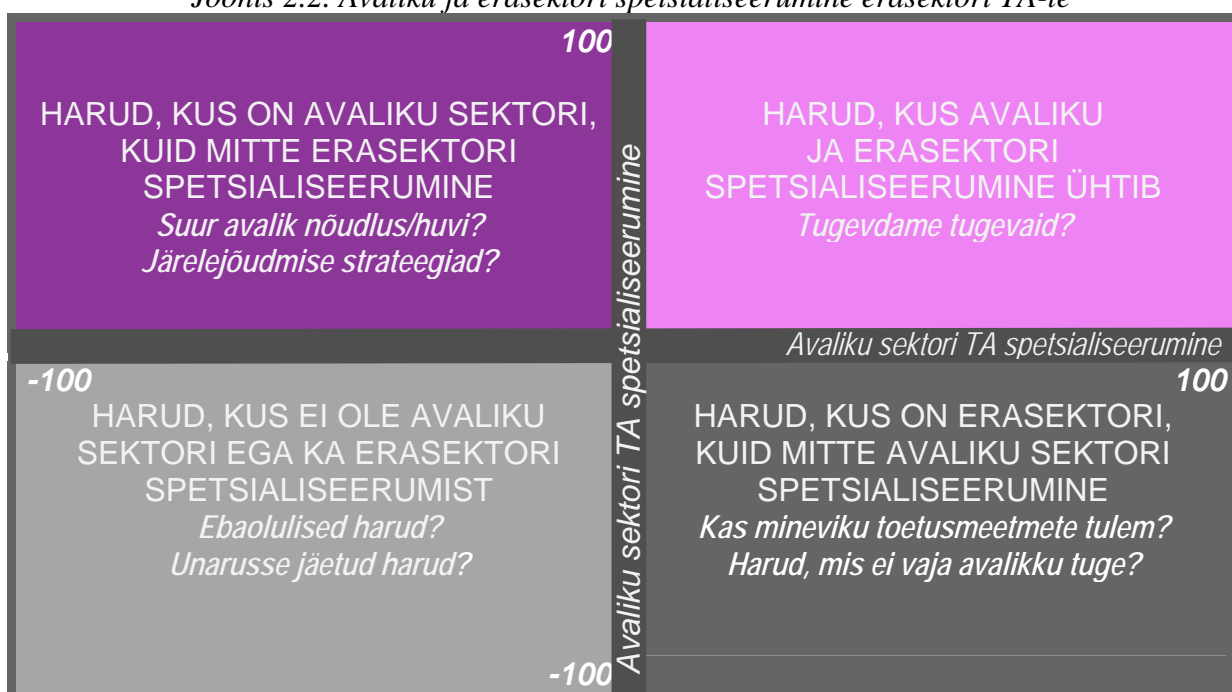 Joonis 2.2. Avaliku ja erasektori spetsialiseerumine erasektori TA-le
100
HARUD, KUS ON AVALIKU SEKTORI,
KUID MITTE ERASEKTORI
SPETSIALISEERUMINE
Suur avalik nõudlus/huvi?
Järelejõudmise strateegiad?
HARUD, KUS AVALIKU
JA ERASEKTORI
SPETSIALISEERUMINE ÜHTIB
Tugevdame tugevaid?
Avaliku sektori TA spetsialiseerumine
Avaliku sektori TA spetsialiseerumine
-100
100
HARUD, KUS EI OLE AVALIKU
SEKTORI EGA KA ERASEKTORI
SPETSIALISEERUMIST
Ebaolulised harud?
Unarusse jäetud harud?
HARUD, KUS ON ERASEKTORI,
KUID MITTE AVALIKU SEKTORI
SPETSIALISEERUMINE
Kas mineviku toetusmeetmete tulem?
Harud, mis ei vaja avalikku tuge?
-100